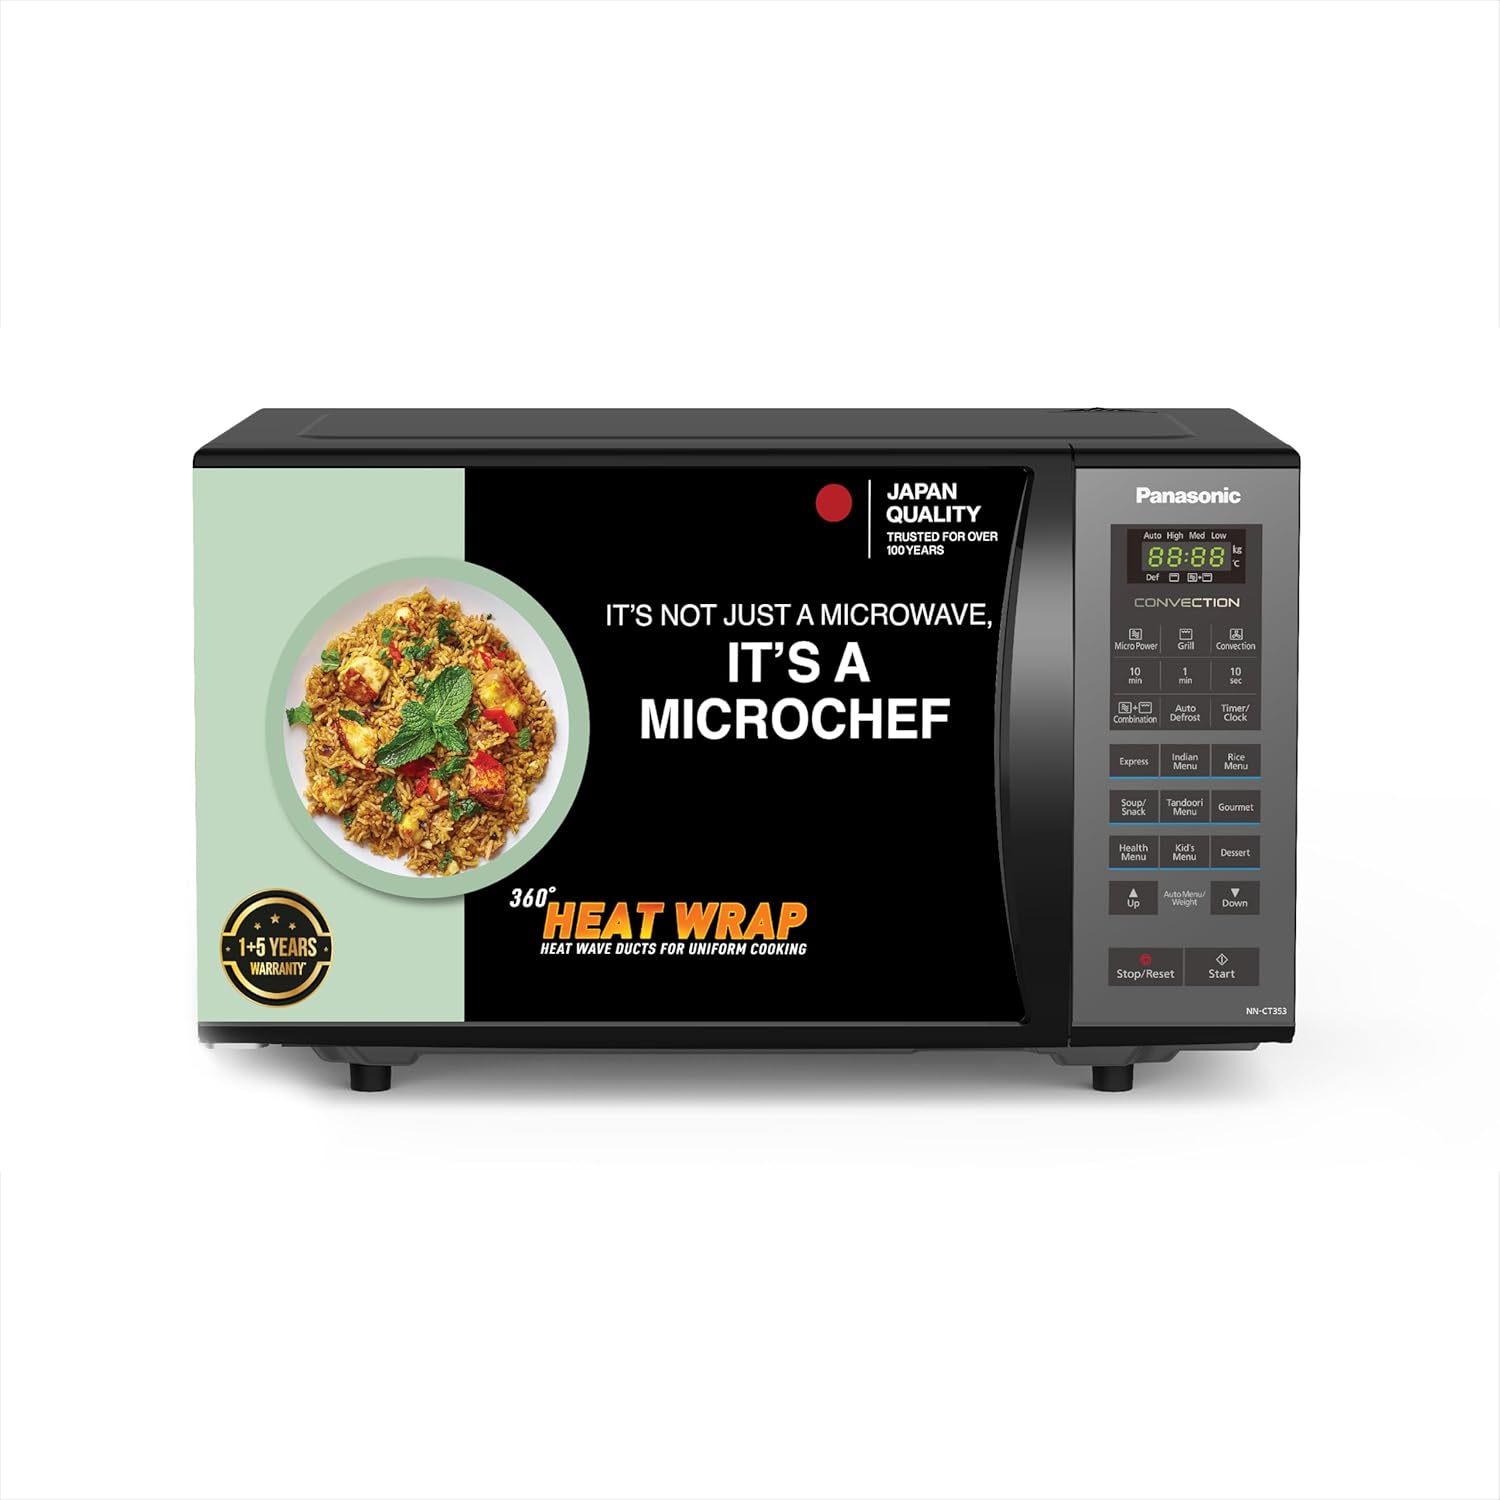 JAPAN
QUALITY
TRUSTED FOR OVER
100 YEARS
IT'S NOT JUST A MICROWAVE,
IT'S A
MICROCHEF
360°
HEAT WRAP
HEAT WAVE DUCTS FOR UNIFORM COOKING
1+5 YEARS
WARRANTY*
Panasonic
Auto High Med Low
88:88
kg
°C
Def
CONVECTION
Micro Power Grill Convection
10 1 10
min min sec
Combination Auto Defrost Timer/Clock
Express Indian Menu Rice Menu
Soup/Snack Tandoori Menu Gourmet
Health Menu Kid's Menu Dessert
Up Auto Menu/Weight Down
Stop/Reset Start
NN-CT353